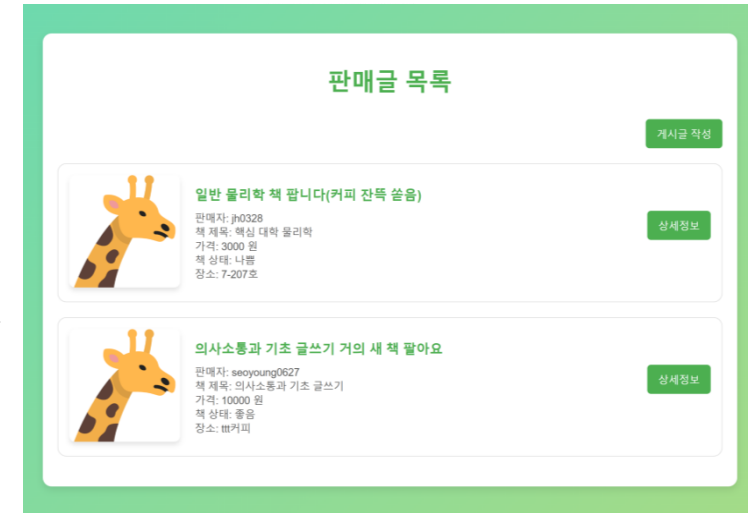 판매글 목록
게시글 작성
일반 물리학 책 팝니다(커피 잔뜩 쏟음)
판매자: jh0328
책 제목: 핵심 대학 물리학
가격: 3000 원
책 상태: 나쁨
장소: 7-207호
상세정보
의사소통과 기초 글쓰기 거의 새 책 팔아요
판매자: seoyoung0627
책 제목: 의사소통과 기초 글쓰기
가격: 10000 원
책 상태: 좋음
장소: ttt커피
상세정보